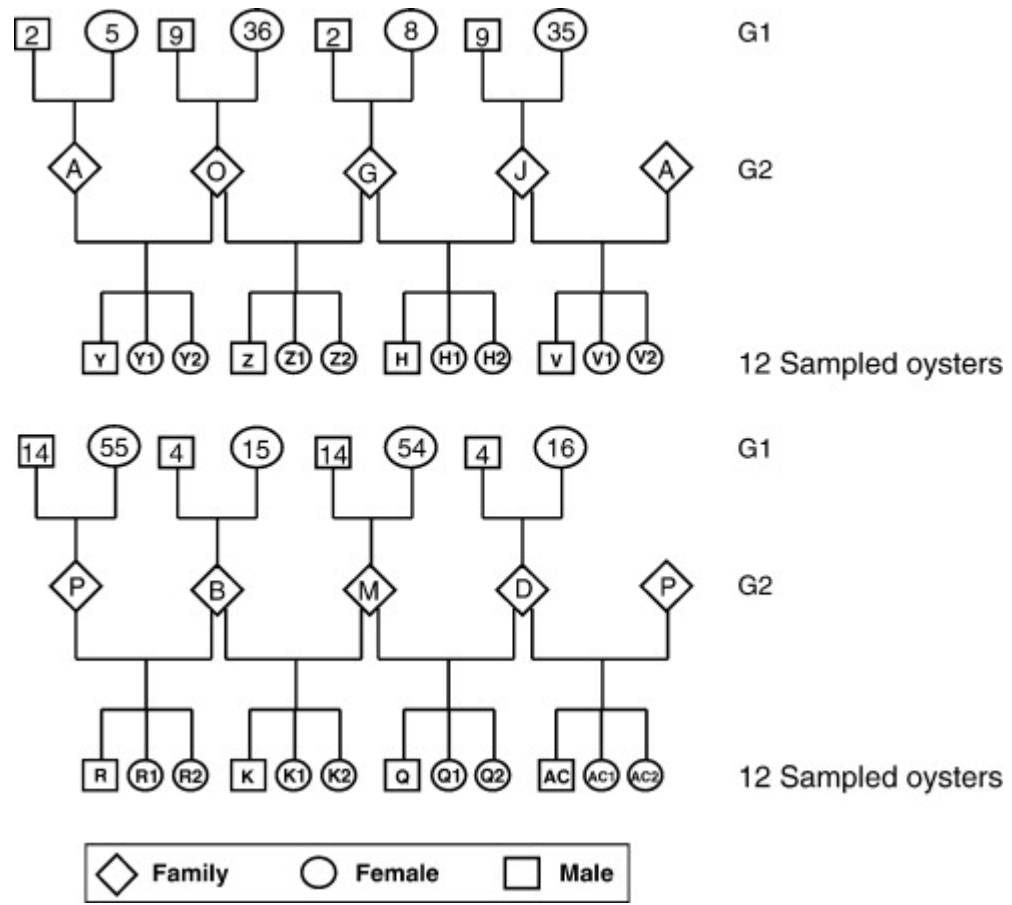 2 5 9 36 2 8 9 35 G1
A O G J A G2
Y Y1 Y2 Z Z1 Z2 H H1 H2 V V1 V2 12 Sampled oysters
14 55 4 15 14 54 4 16 G1
P B M D P G2
R R1 R2 K K1 K2 Q Q1 Q2 AC AC1 AC2 12 Sampled oysters
Family Female Male